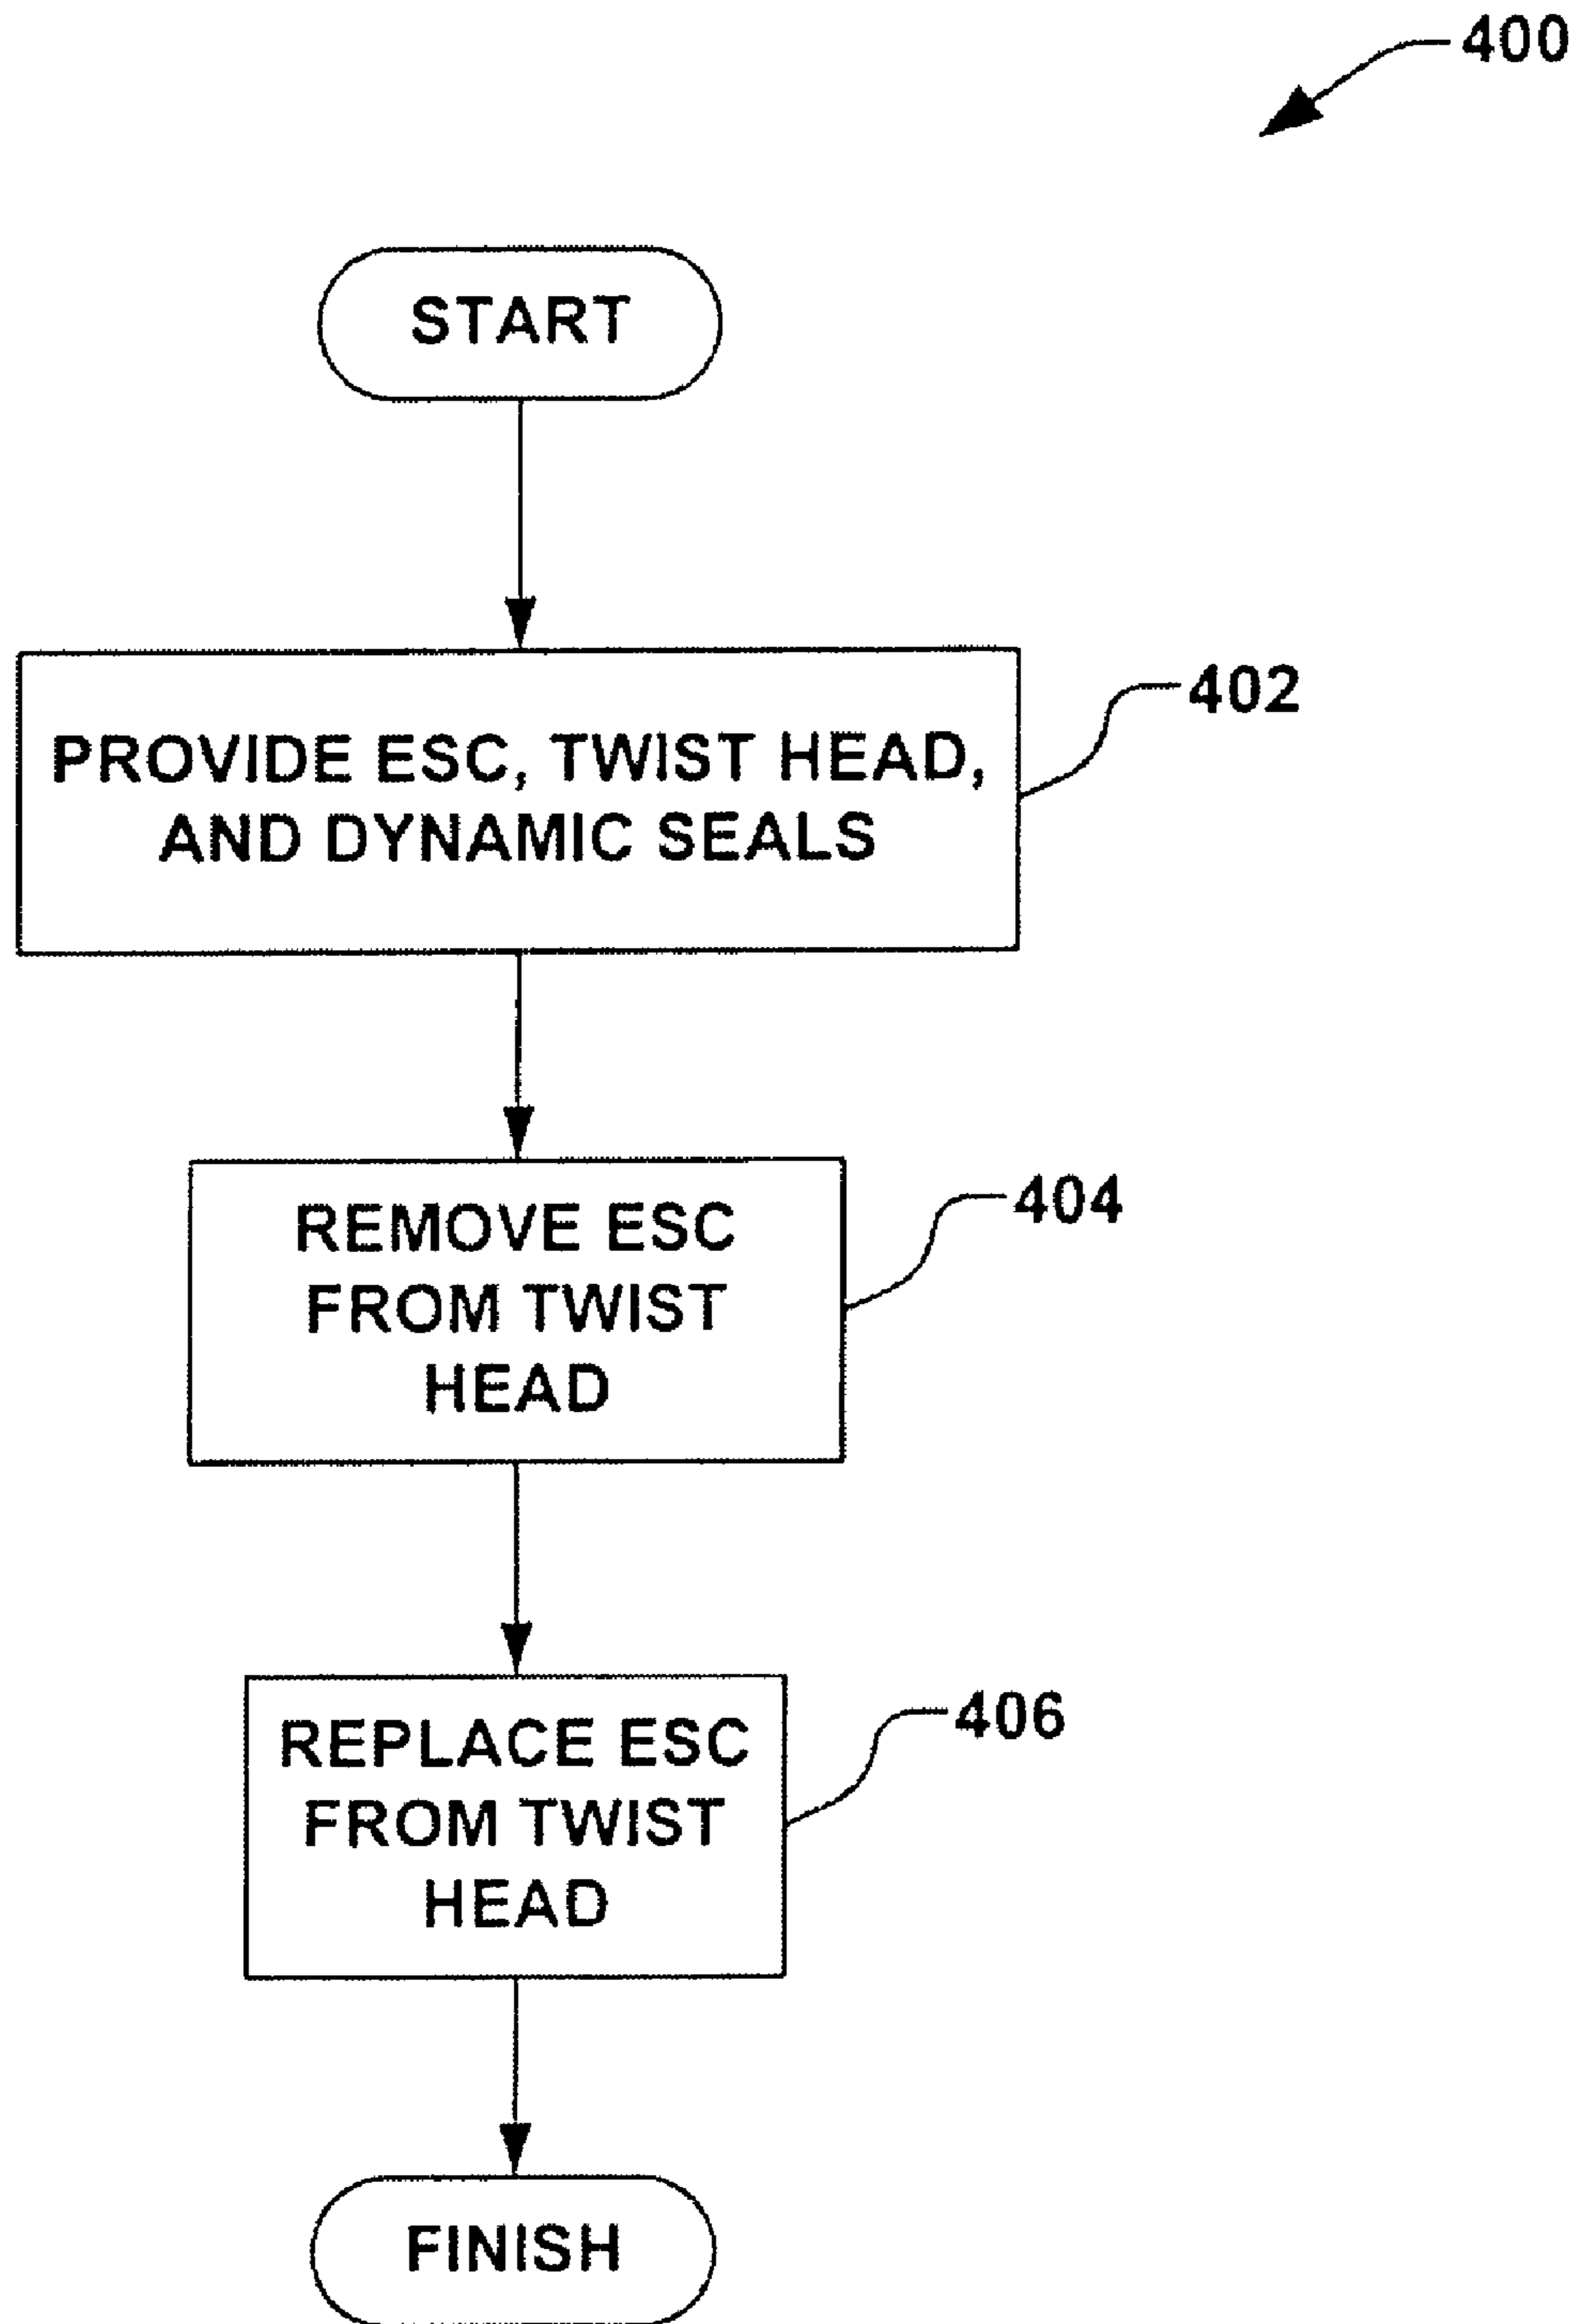 400
START
PROVIDE ESC, TWIST HEAD,
AND DYNAMIC SEALS
402
REMOVE ESC
FROM TWIST
HEAD
404
REPLACE ESC
FROM TWIST
HEAD
406
FINISH